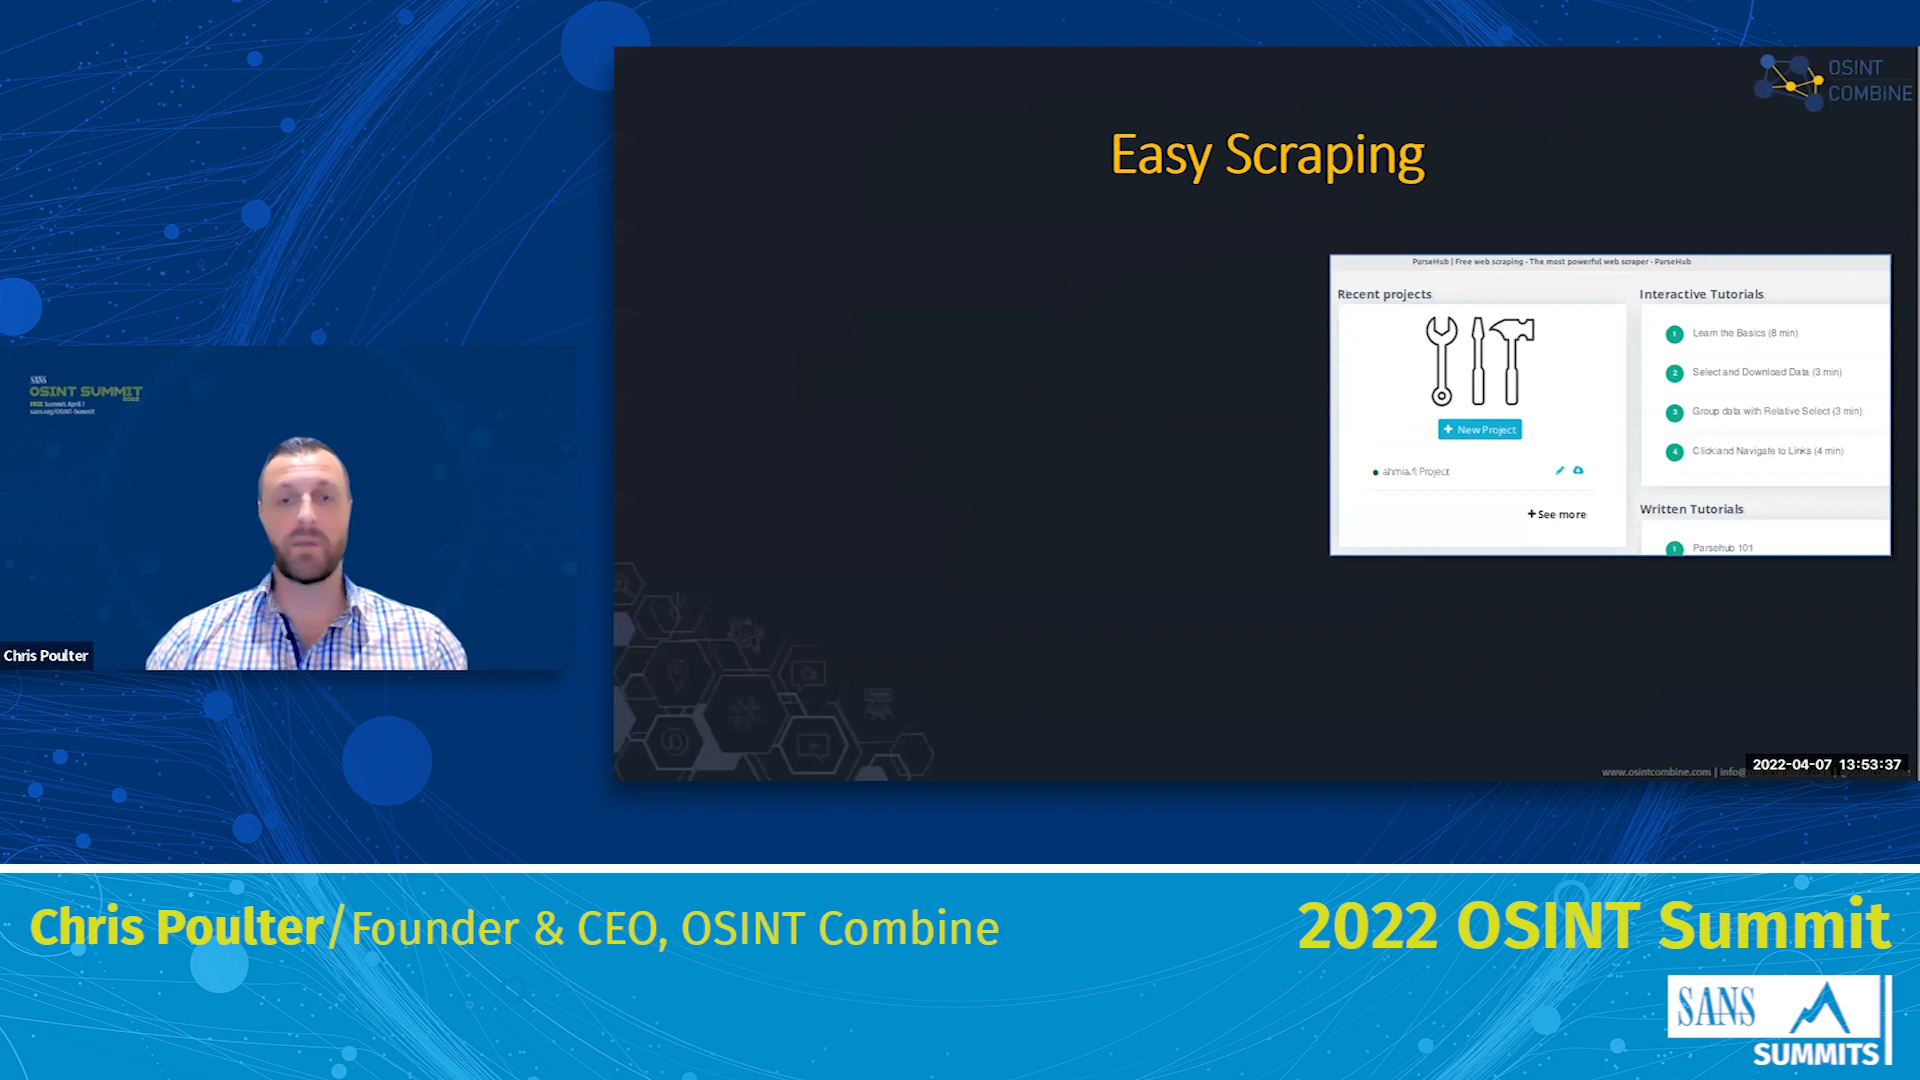 OSINT
COMBINE
Easy Scraping
ParseHub | Free web scraping - The most powerful web scraper - ParseHub
Recent projects
Interactive Tutorials
1 Learn the Basics (8 min)
2 Select and Download Data (3 min)
3 Group data with Relative Select (3 min)
4 Click and Navigate to Links (4 min)
+ New Project
ahmia.fi Project
+ See more
Written Tutorials
1 Parsehub 101
SANS
OSINT SUMMIT
2022
FREE Summit: April 7
sans.org/OSINT-Summit
Chris Poulter
www.osintcombine.com | info@
2022-04-07 13:53:37
Chris Poulter/Founder & CEO, OSINT Combine
2022 OSINT Summit
SANS
SUMMITS